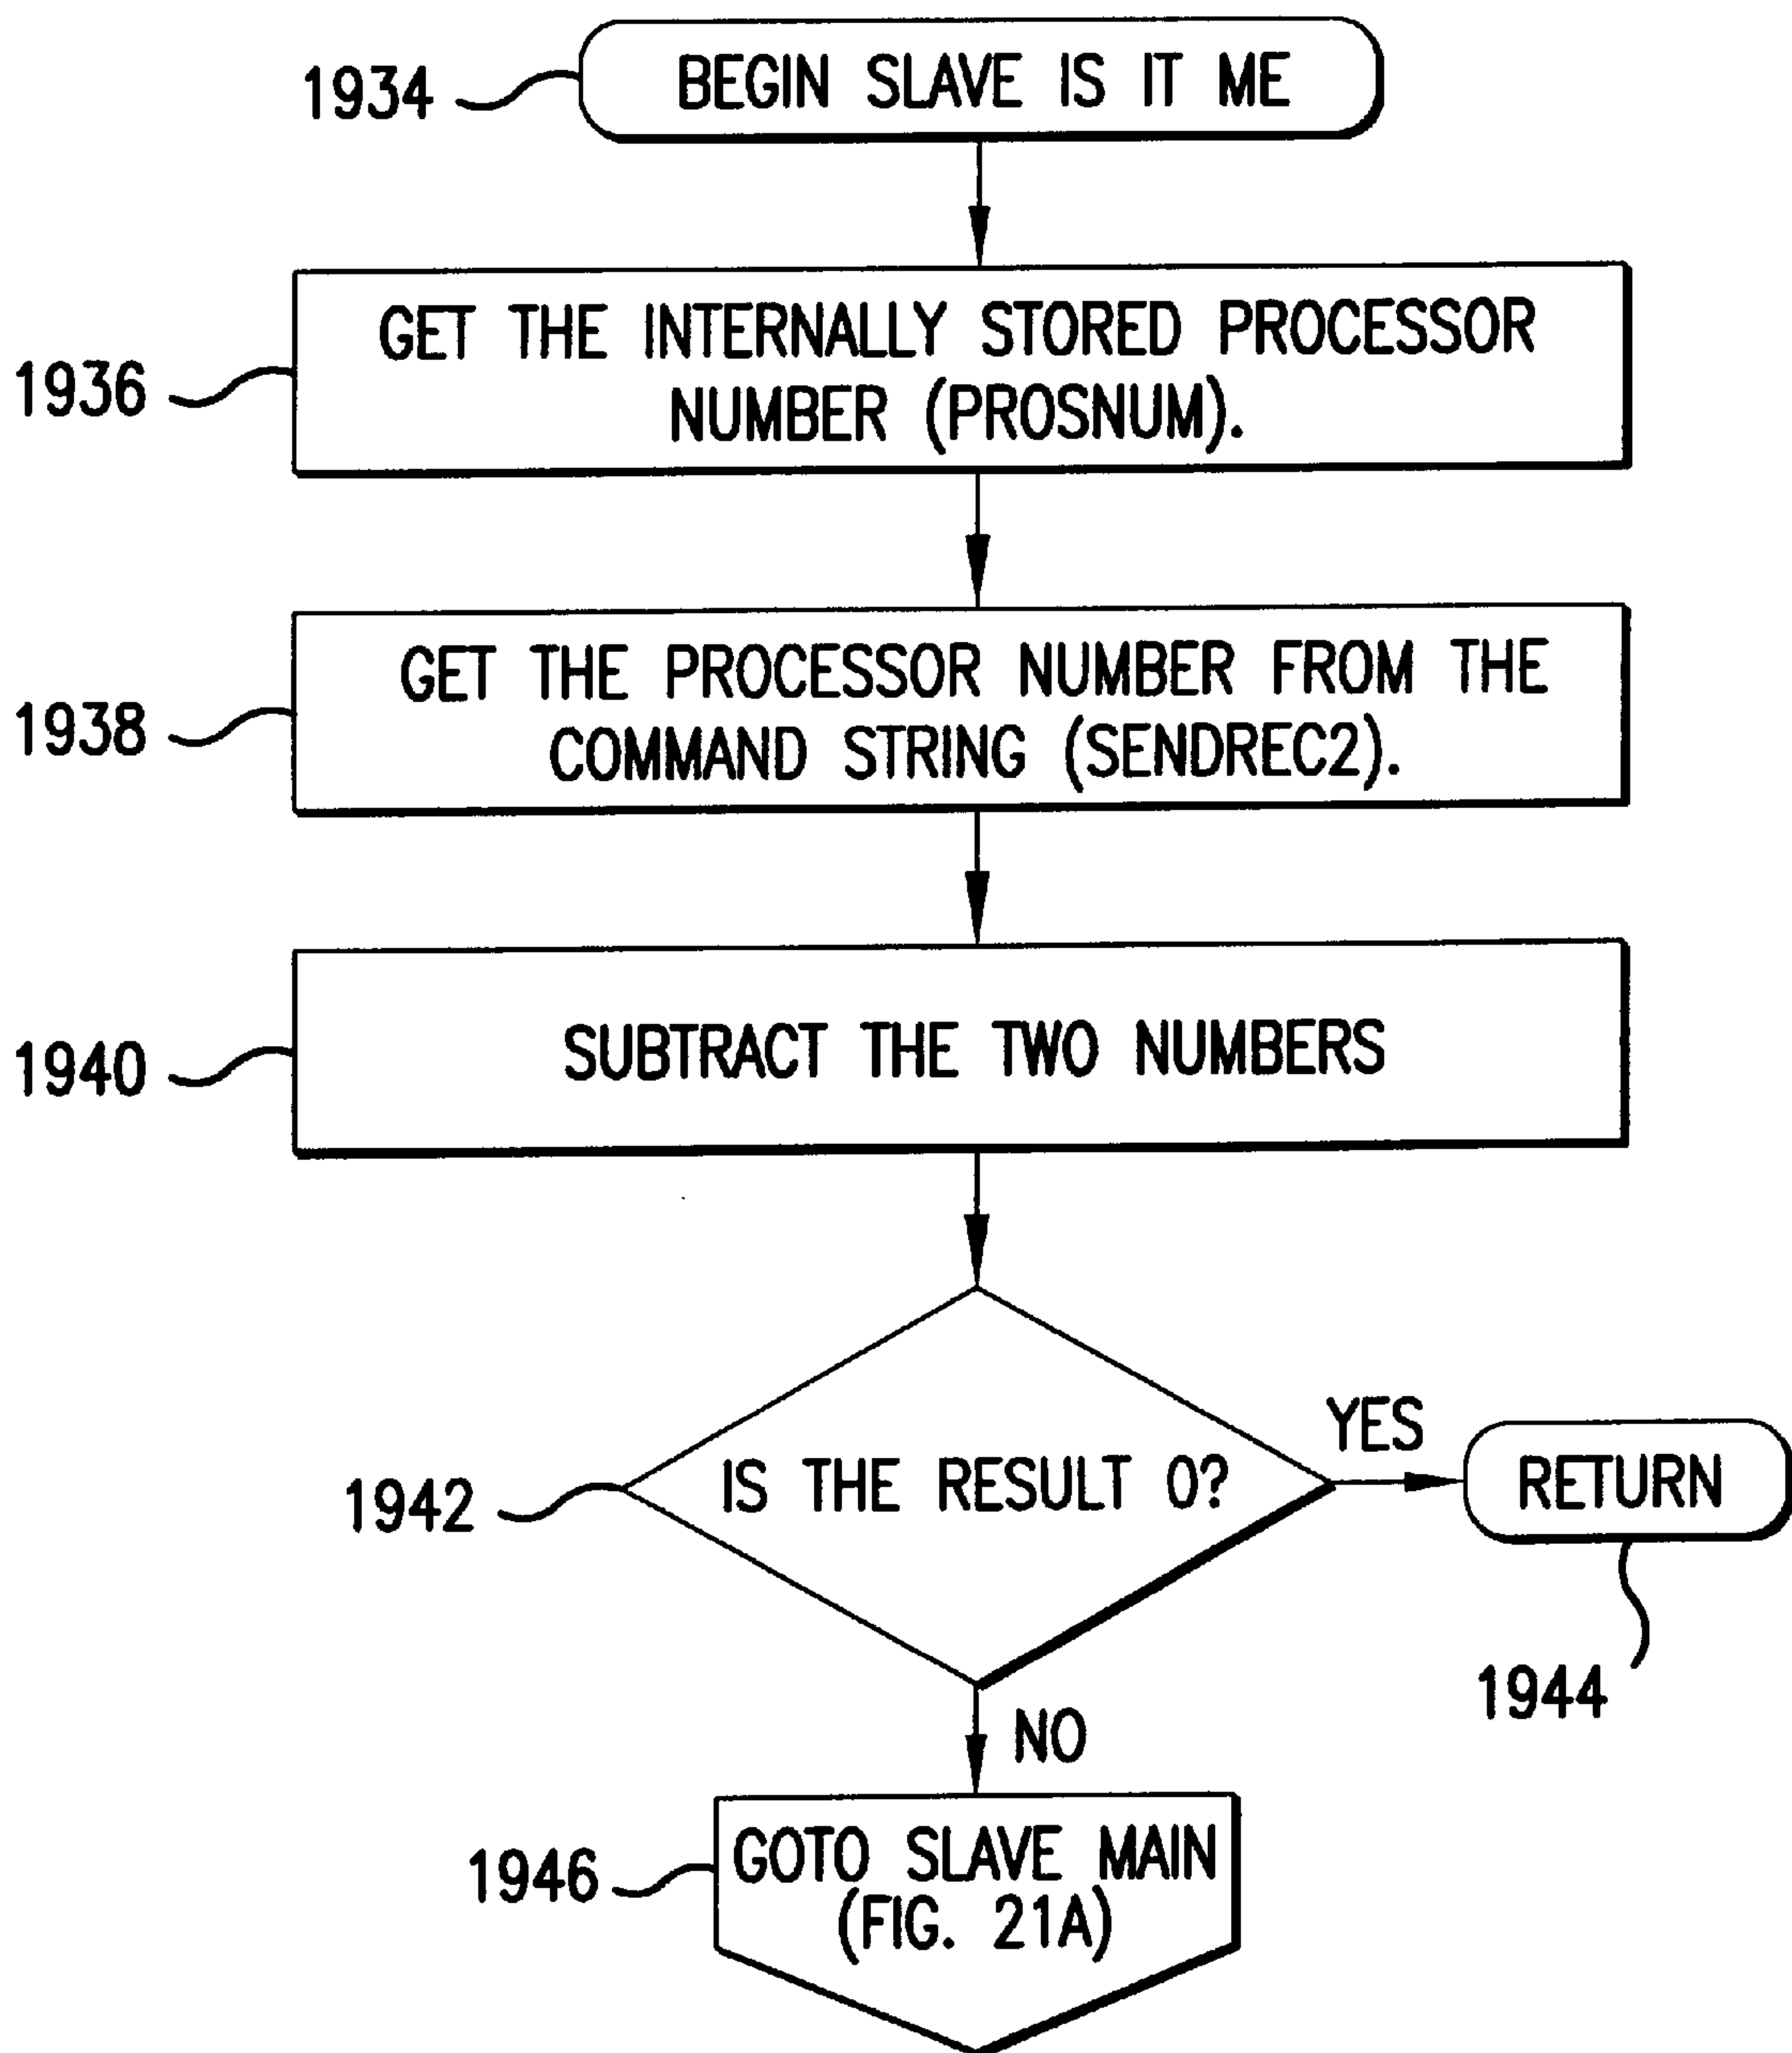 1934
BEGIN SLAVE IS IT ME
1936
GET THE INTERNALLY STORED PROCESSOR
NUMBER (PROSNUM).
1938
GET THE PROCESSOR NUMBER FROM THE
COMMAND STRING (SENDREC2).
1940
SUBTRACT THE TWO NUMBERS
1942
IS THE RESULT 0?
YES
RETURN
1944
NO
1946
GOTO SLAVE MAIN
(FIG. 21A)